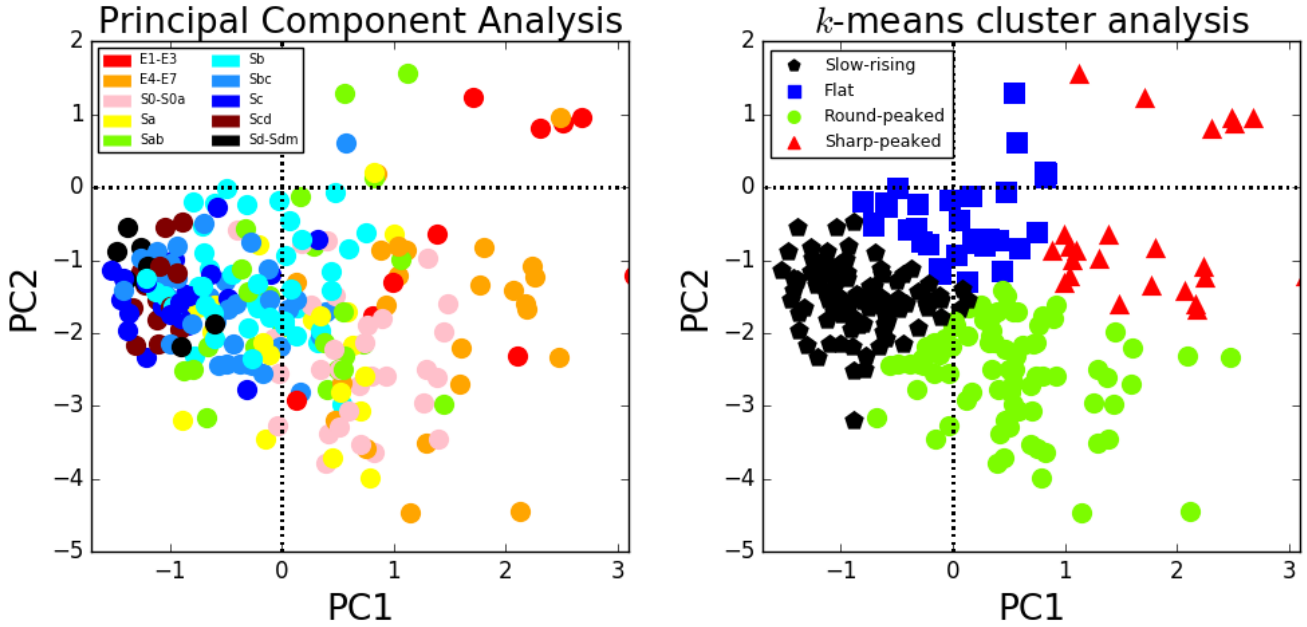 Principal Component Analysis
2
1
0
−1
−2
−3
−4
−5
PC2
E1-E3
E4-E7
S0-S0a
Sa
Sab
Sb
Sbc
Sc
Scd
Sd-Sdm
−1
0
1
2
3
PC1
k-means cluster analysis
2
1
0
−1
−2
−3
−4
−5
PC2
Slow-rising
Flat
Round-peaked
Sharp-peaked
−1
0
1
2
3
PC1